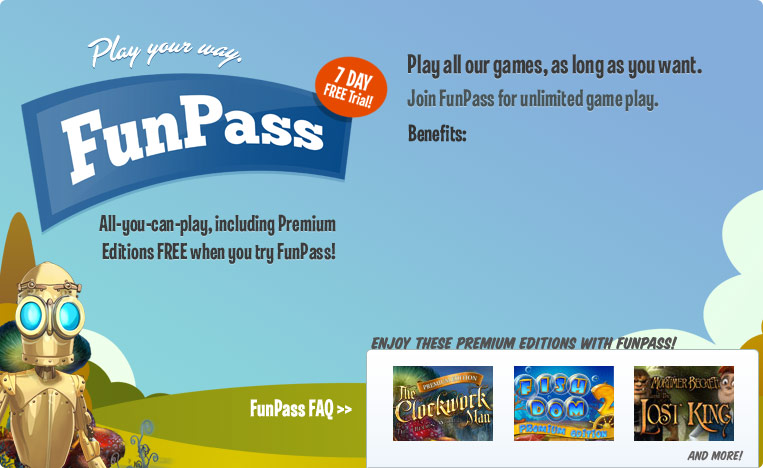 Play your way.
7 DAY
FREE Trial!
FunPass
All-you-can-play, including Premium
Editions FREE when you try FunPass!
Play all our games, as long as you want.
Join FunPass for unlimited game play.
Benefits:
FunPass FAQ >>
ENJOY THESE PREMIUM EDITIONS WITH FUNPASS!
PREMIUM EDITION
The
Clockwork
Man
FISH
DOM 2
PREMIUM EDITION
MORTIMER BECKETT
LOST KING
AND MORE!